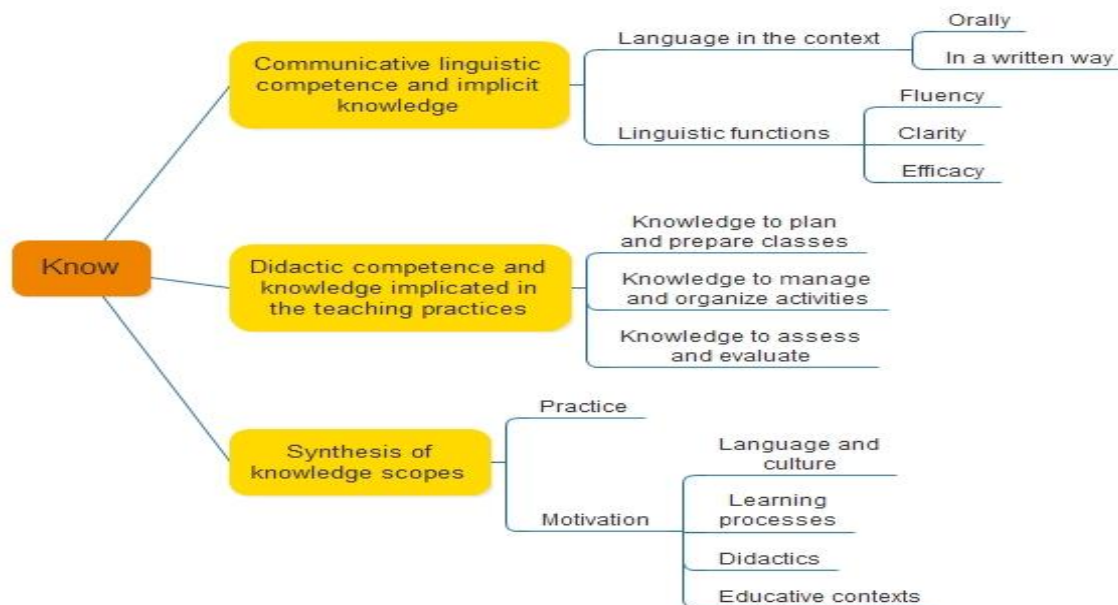 Know
Communicative linguistic
competence and implicit
knowledge
Language in the context
Orally
In a written way
Linguistic functions
Fluency
Clarity
Efficacy
Didactic competence and
knowledge implicated in
the teaching practices
Knowledge to plan
and prepare classes
Knowledge to manage
and organize activities
Knowledge to assess
and evaluate
Synthesis of
knowledge scopes
Practice
Motivation
Language and
culture
Learning
processes
Didactics
Educative contexts